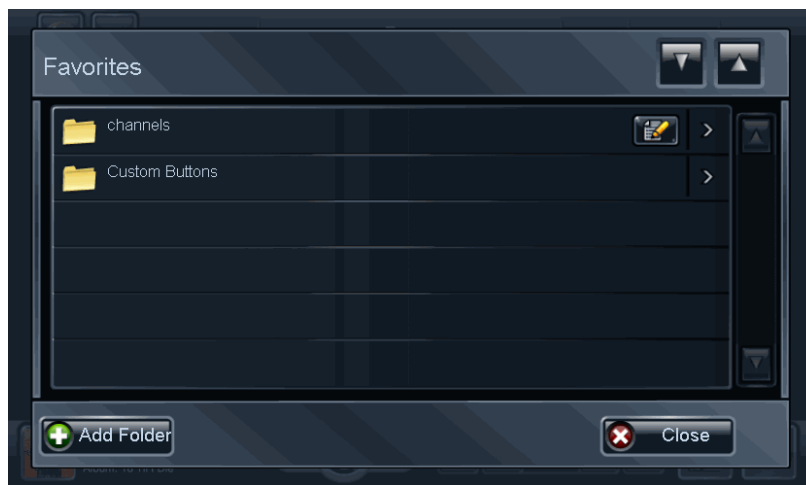 Favorites
channels
Custom Buttons
Add Folder
Close